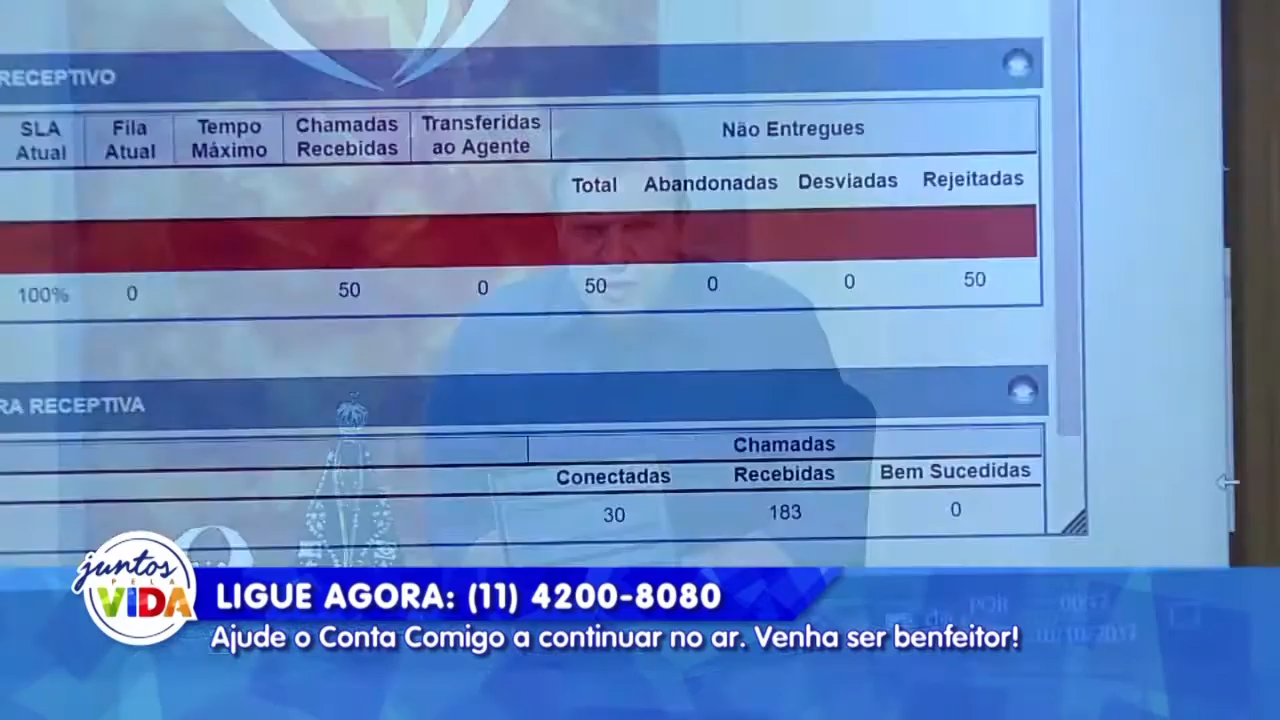 RECEPTIVO
SLA Atual Fila Atual Tempo Máximo Chamadas Recebidas Transferidas ao Agente Não Entregues
Total Abandonadas Desviadas Rejeitadas
100% 0 50 0 50 0 0 50
RA RECEPTIVA
Chamadas
Conectadas Recebidas Bem Sucedidas
30 183 0
juntos
PELA
VIDA
LIGUE AGORA: (11) 4200-8080
Ajude o Conta Comigo a continuar no ar. Venha ser benfeitor!
POR